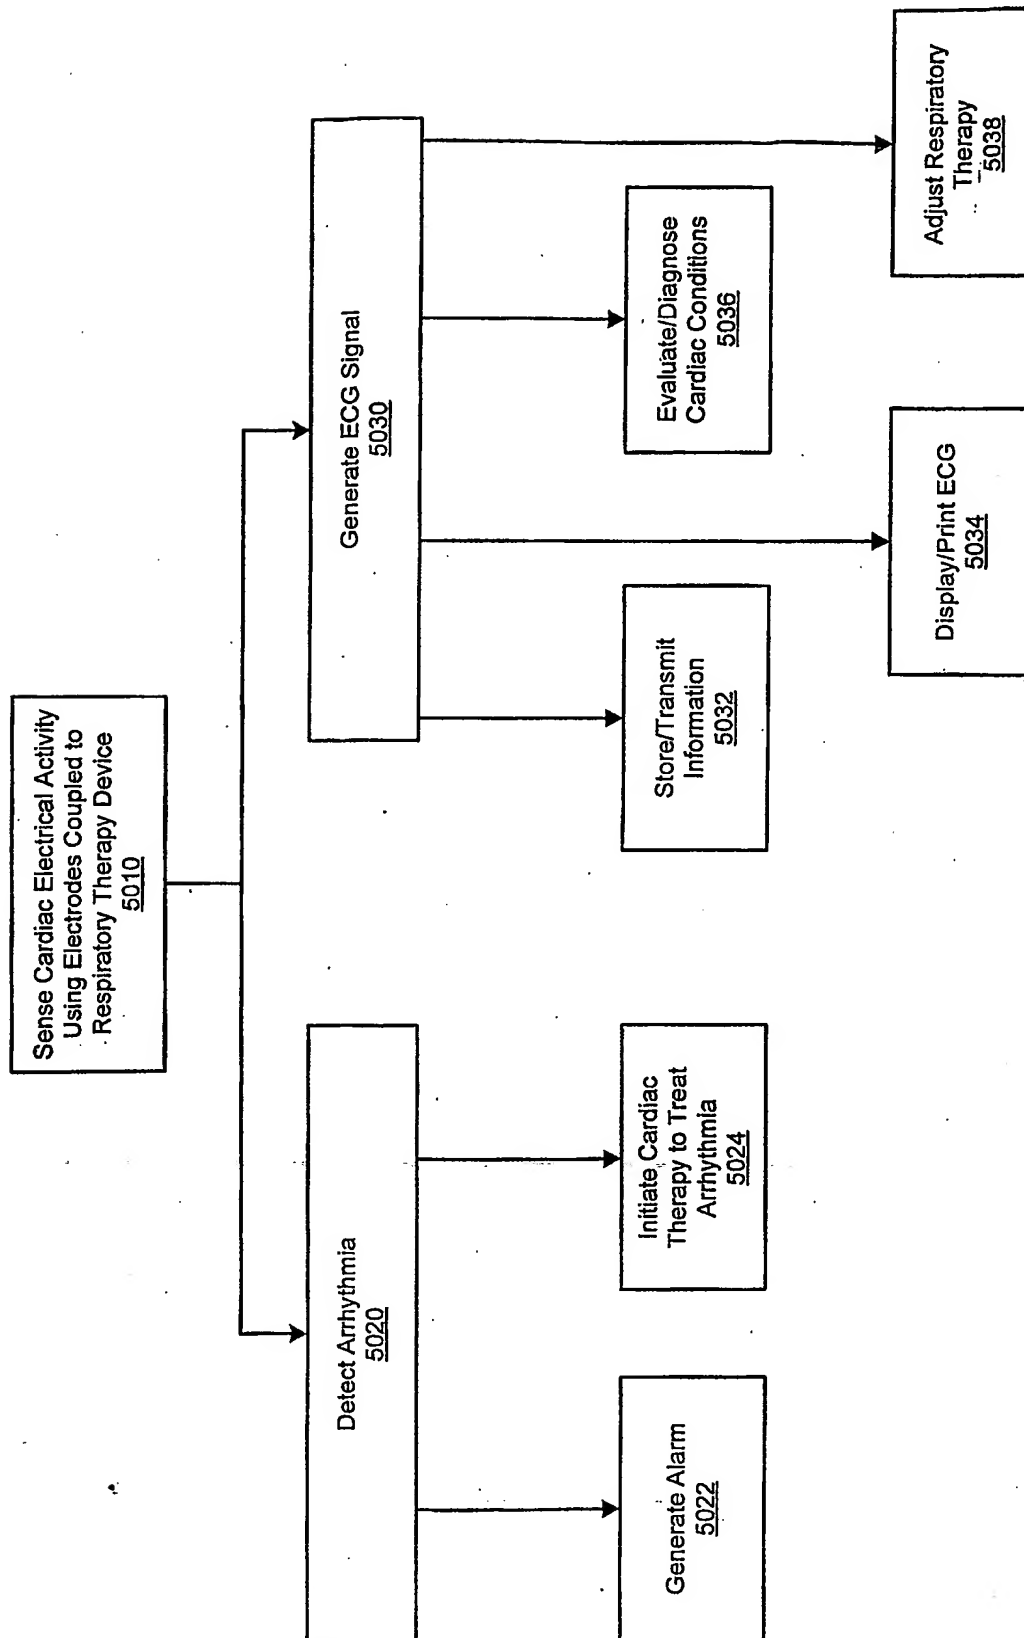 Sense Cardiac Electrical Activity
Using Electrodes Coupled to
Respiratory Therapy Device
5010
Detect Arrhythmia
5020
Generate ECG Signal
5030
Generate Alarm
5022
Initiate Cardiac
Therapy to Treat
Arrhythmia
5024
Store/Transmit
Information
5032
Evaluate/Diagnose
Cardiac Conditions
5036
Display/Print ECG
5034
Adjust Respiratory
Therapy
5038